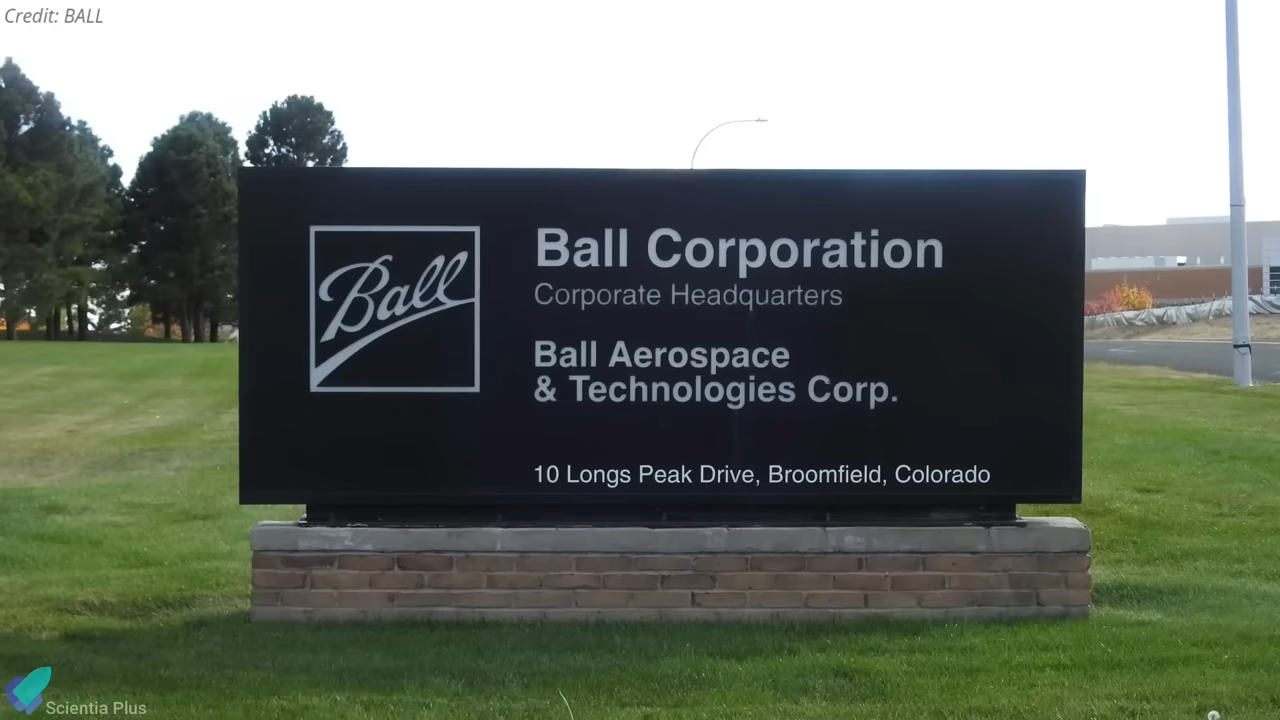 Credit: BALL
Ball
Ball Corporation
Corporate Headquarters
Ball Aerospace
& Technologies Corp.
10 Longs Peak Drive, Broomfield, Colorado
Scientia Plus